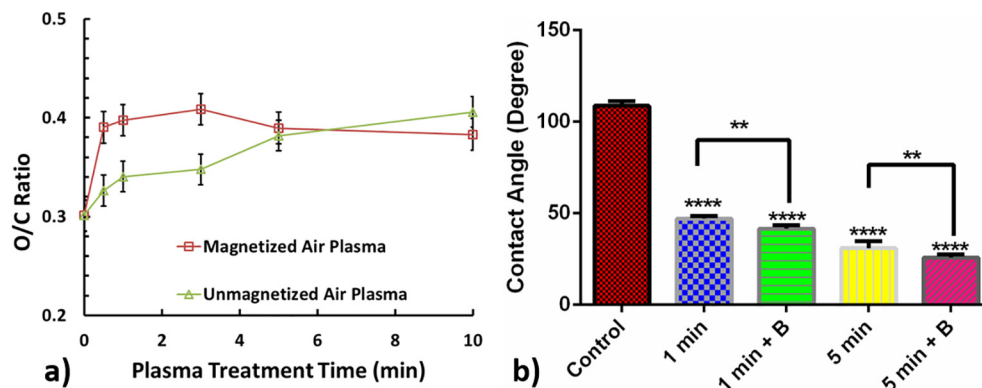 0.5
0.4
0.3
0.2
O/C Ratio
Magnetized Air Plasma
Unmagnetized Air Plasma
0 2 4 6 8 10
Plasma Treatment Time (min)
a)
150
100
50
0
Contact Angle (Degree)
**
**
****
****
****
****
Control
1 min
1 min + B
5 min
5 min + B
b)